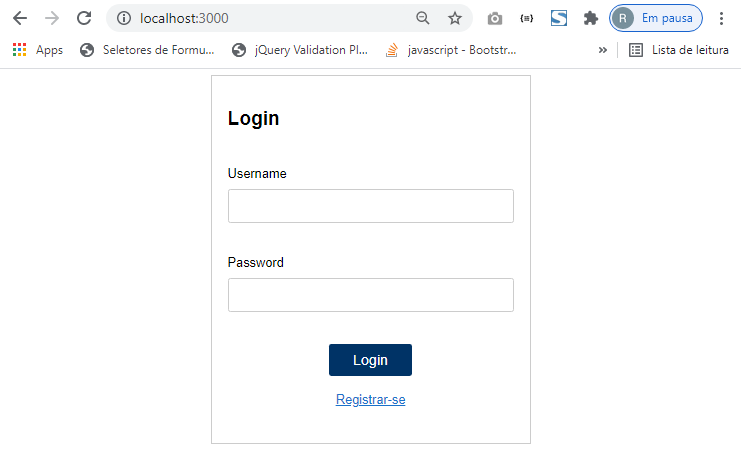 localhost:3000
R Em pausa
Apps Seletores de Formu... jQuery Validation Pl... javascript - Bootstr... » Lista de leitura
Login
Username
Password
Login
Registrar-se